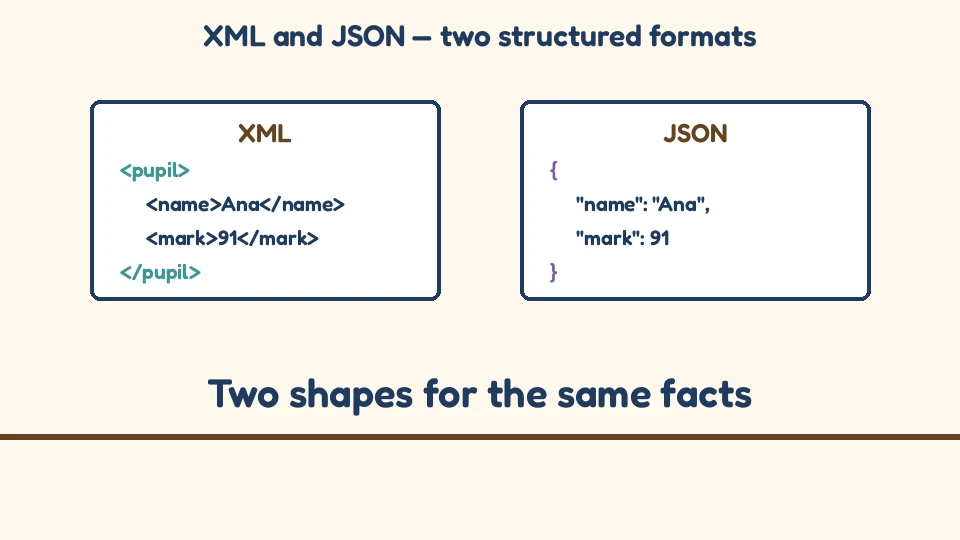 XML and JSON — two structured formats
XML
<pupil>
<name>Ana</name>
<mark>91</mark>
</pupil>
JSON
{
"name": "Ana",
"mark": 91
}
Two shapes for the same facts